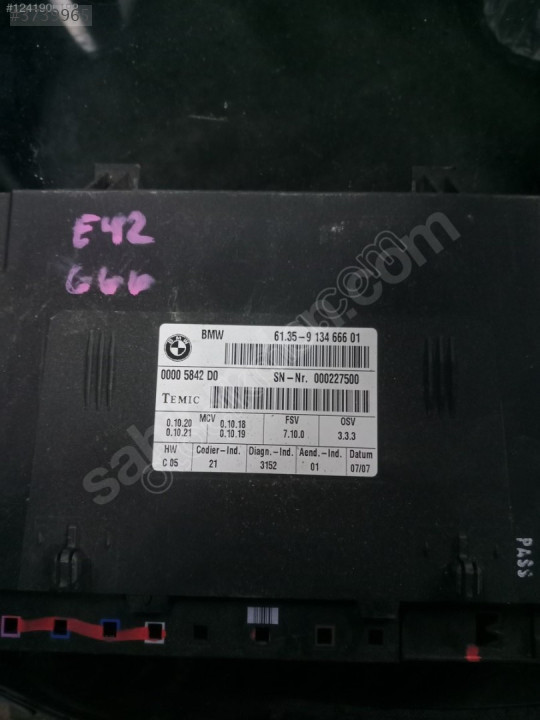 E42
666
BMW 61.35-9 134 666 01
0000 5842 D0 SN-Nr. 000227500
TEMIC
MCV FSV OSV
0.10.20 0.10.18 7.10.0 3.3.3
0.10.21 0.10.19
HW Codier-Ind. Diagn.-Ind. Aend.-Ind. Datum
C 05 21 3152 01 07/07
PASS